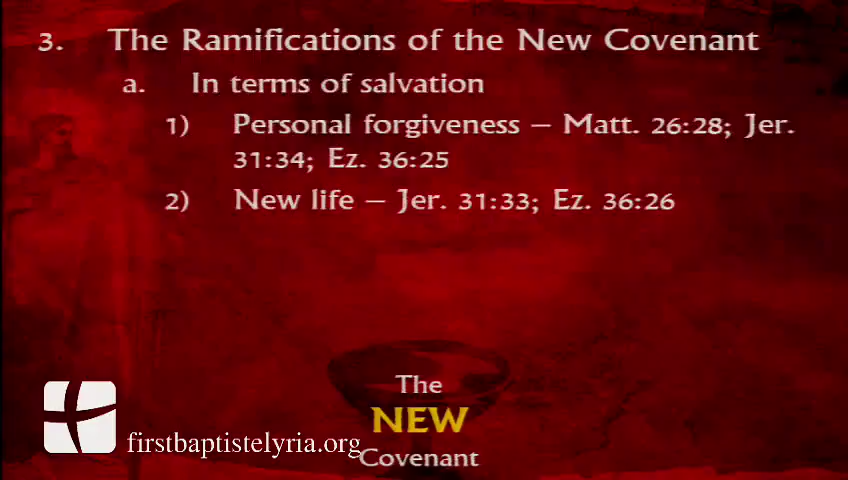 3. The Ramifications of the New Covenant
a. In terms of salvation
1) Personal forgiveness – Matt. 26:28; Jer.
31:34; Ez. 36:25
2) New life – Jer. 31:33; Ez. 36:26
The
NEW
Covenant
firstbaptistelyria.org